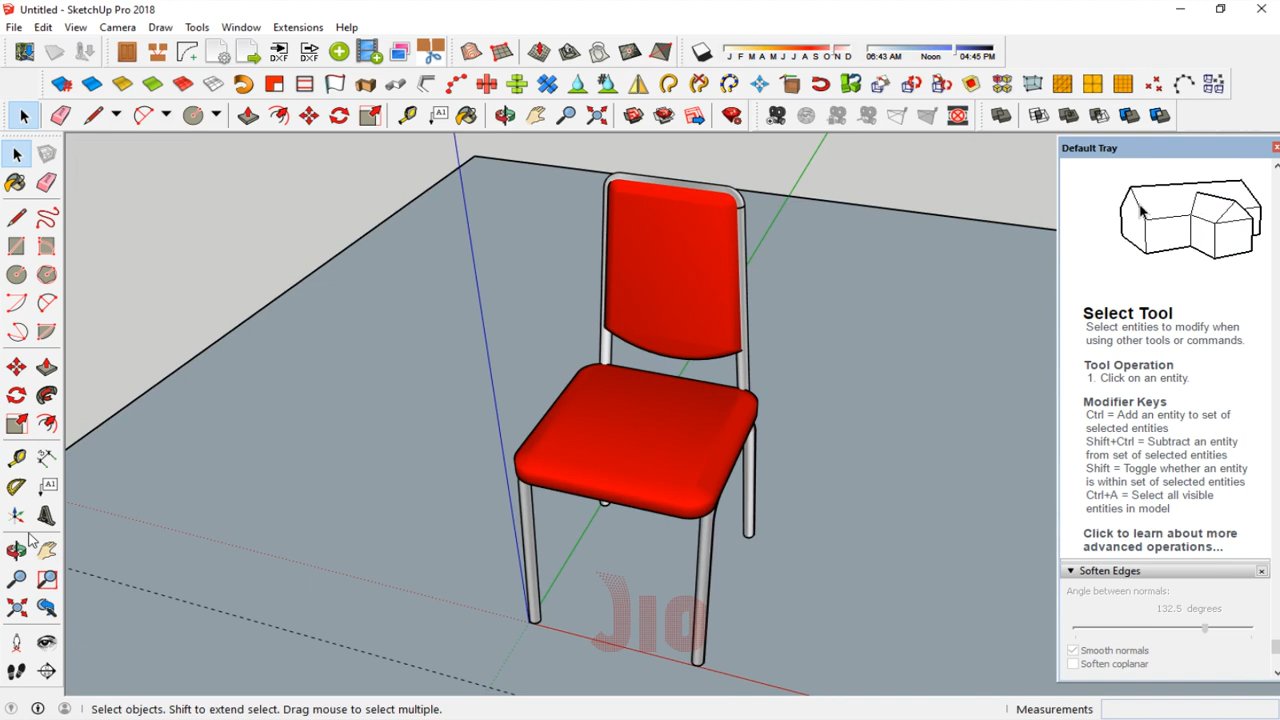 Untitled - SketchUp Pro 2018
File Edit View Camera Draw Tools Window Extensions Help
DXF DXF
J F M A M J J A S O N D
06:43 AM Noon 04:45 PM
A1
Default Tray
Select Tool
Select entities to modify when
using other tools or commands.
Tool Operation
1. Click on an entity.
Modifier Keys
Ctrl = Add an entity to set of
selected entities
Shift+Ctrl = Subtract an entity
from set of selected entities
Shift = Toggle whether an entity
is within set of selected entities
Ctrl+A = Select all visible
entities in model
Click to learn about more
advanced operations...
Soften Edges
Angle between normals:
132.5 degrees
Smooth normals
Soften coplanar
A1
Jio
Select objects. Shift to extend select. Drag mouse to select multiple.
Measurements